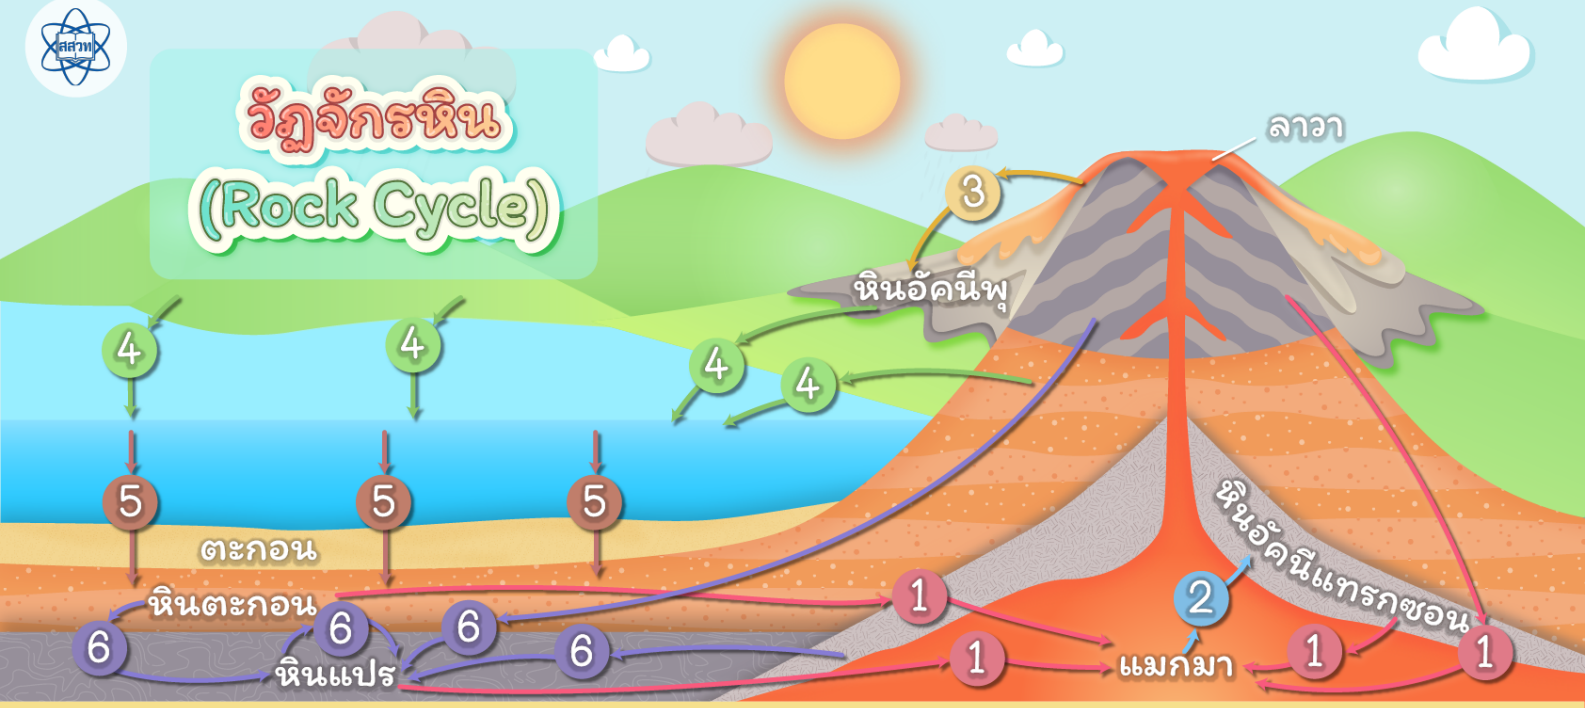 สสวท
วัฏจักรหิน
(Rock Cycle)
ลาวา
3
หินอัคนีพุ
4
4
4
4
5
5
5
ตะกอน
หินตะกอน
หินอัคนีแทรกซอน
1
2
6
6
6
6
1
1
1
หินแปร
แมกมา